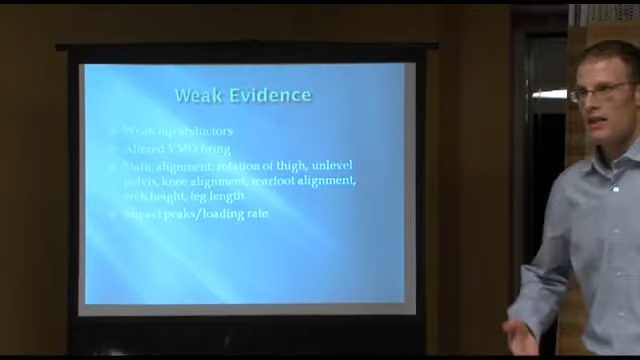 Weak Evidence
Weak hip abductors
Altered VMO firing
Static alignment: rotation of thigh, unlevel
pelvis, knee alignment, rearfoot alignment,
arch height, leg length
Impact peaks/loading rate